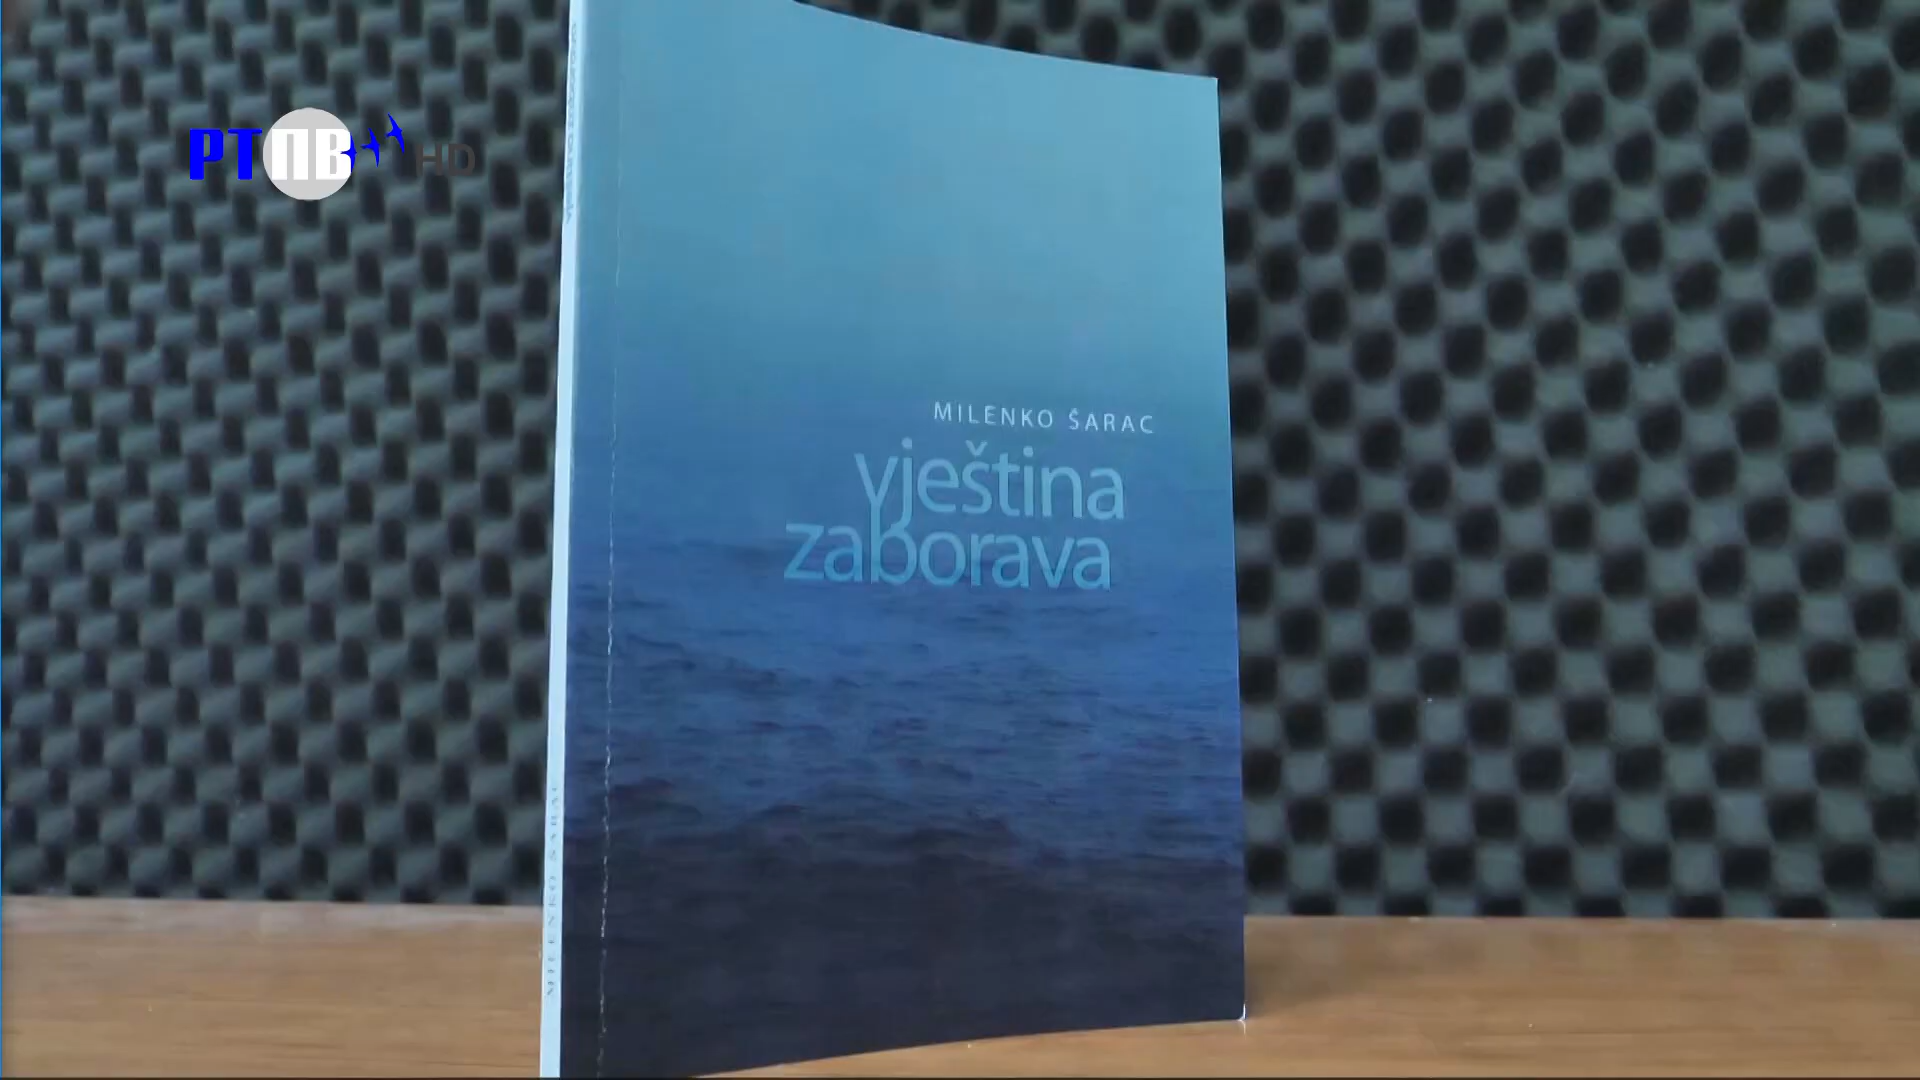 РТПВ HD
MILENKO ŠARAC
vještina
zaborava
MILENKO ŠARAC